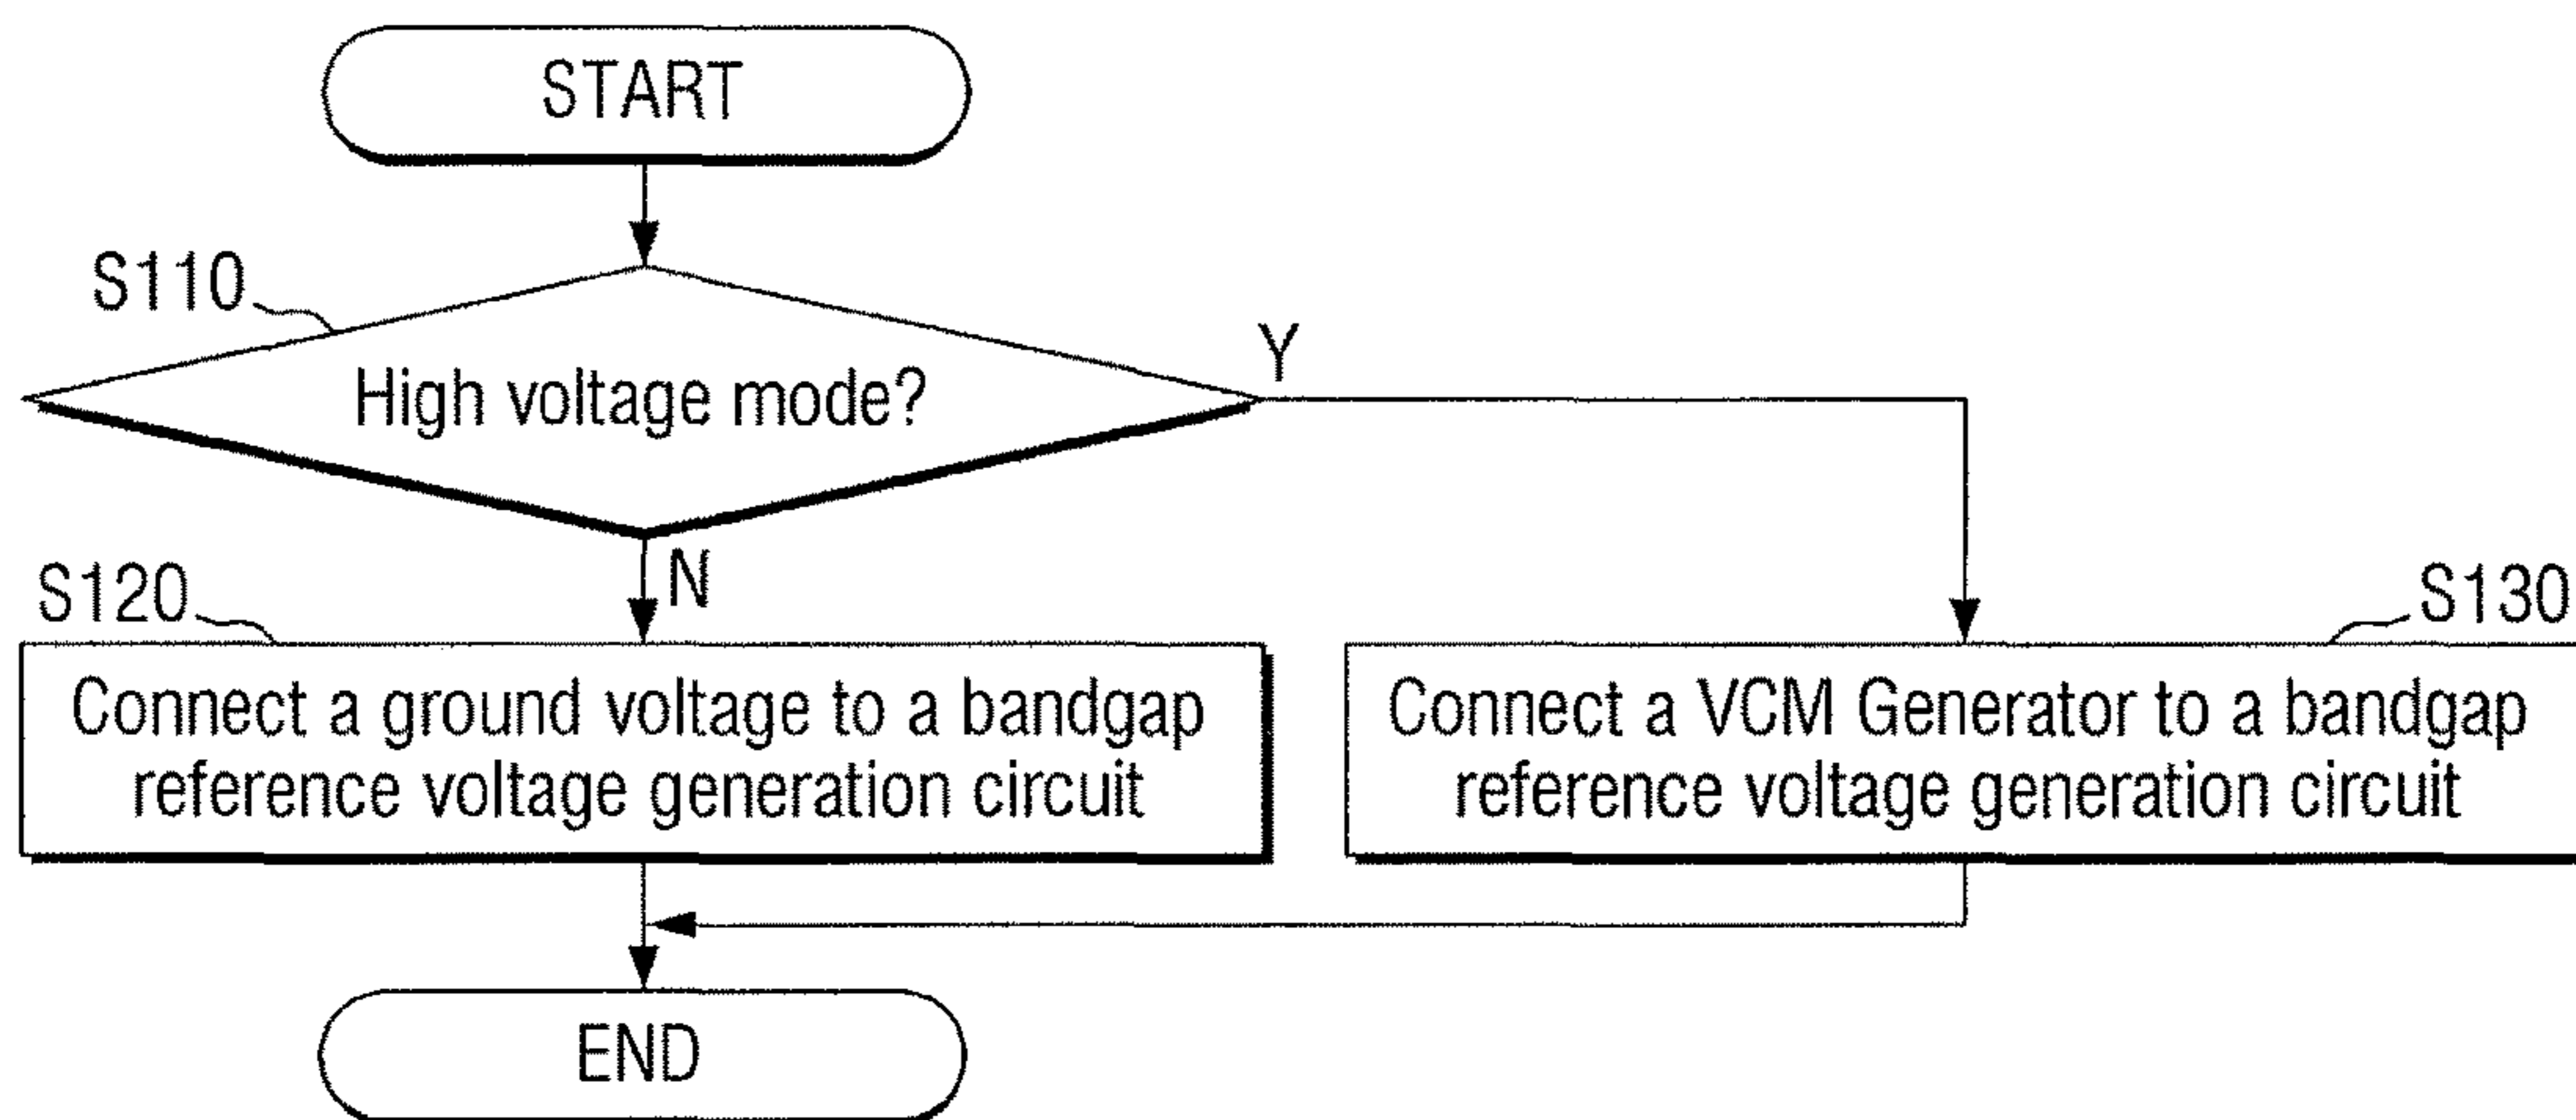 START
S110
High voltage mode?
Y
N
S120
Connect a ground voltage to a bandgap
reference voltage generation circuit
S130
Connect a VCM Generator to a bandgap
reference voltage generation circuit
END